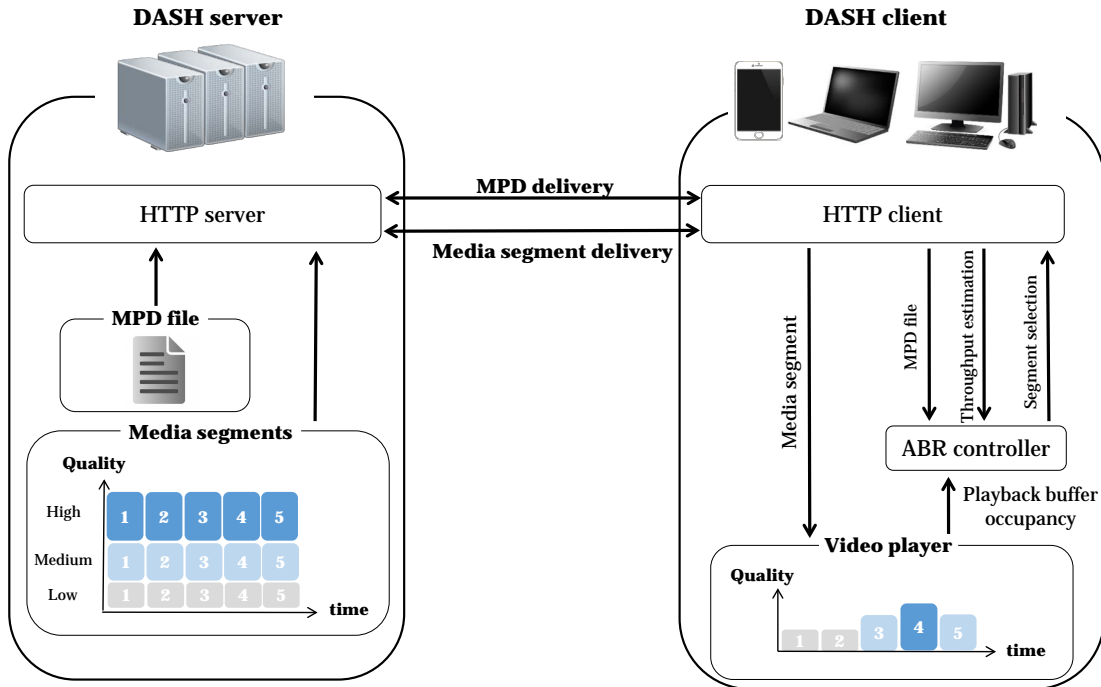 DASH server
DASH client
HTTP server
MPD delivery
HTTP client
Media segment delivery
MPD file
Media segment
MPD file
Throughput estimation
Segment selection
Media segments
Quality
High
1 2 3 4 5
Medium
1 2 3 4 5
Low
1 2 3 4 5
time
ABR controller
Playback buffer
occupancy
Video player
Quality
1 2 3 4 5
time